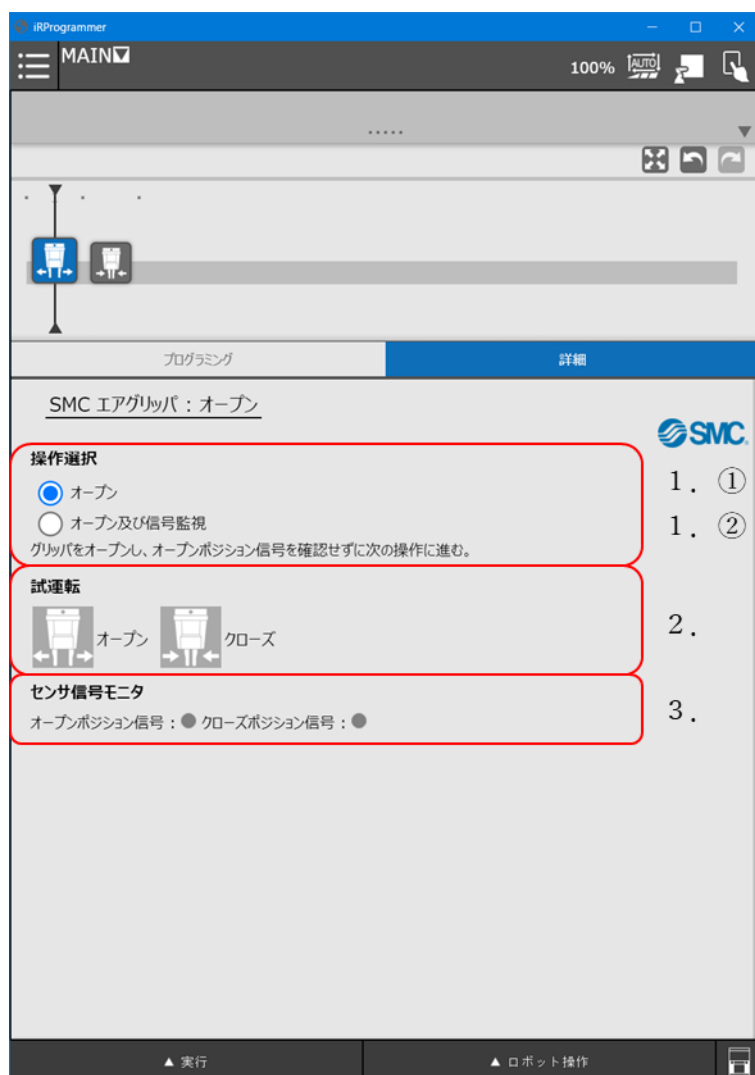 iRProgrammer
MAIN
100% AUTO
プログラミング 詳細
SMC エアグリッパ：オープン
SMC.
操作選択
オープン 1. ①
オープン及び信号監視 1. ②
グリッパをオープンし、オープンポジション信号を確認せずに次の操作に進む。
試運転
オープン クローズ 2.
センサ信号モニタ
オープンポジション信号：● クローズポジション信号：● 3.
▲ 実行 ▲ ロボット操作